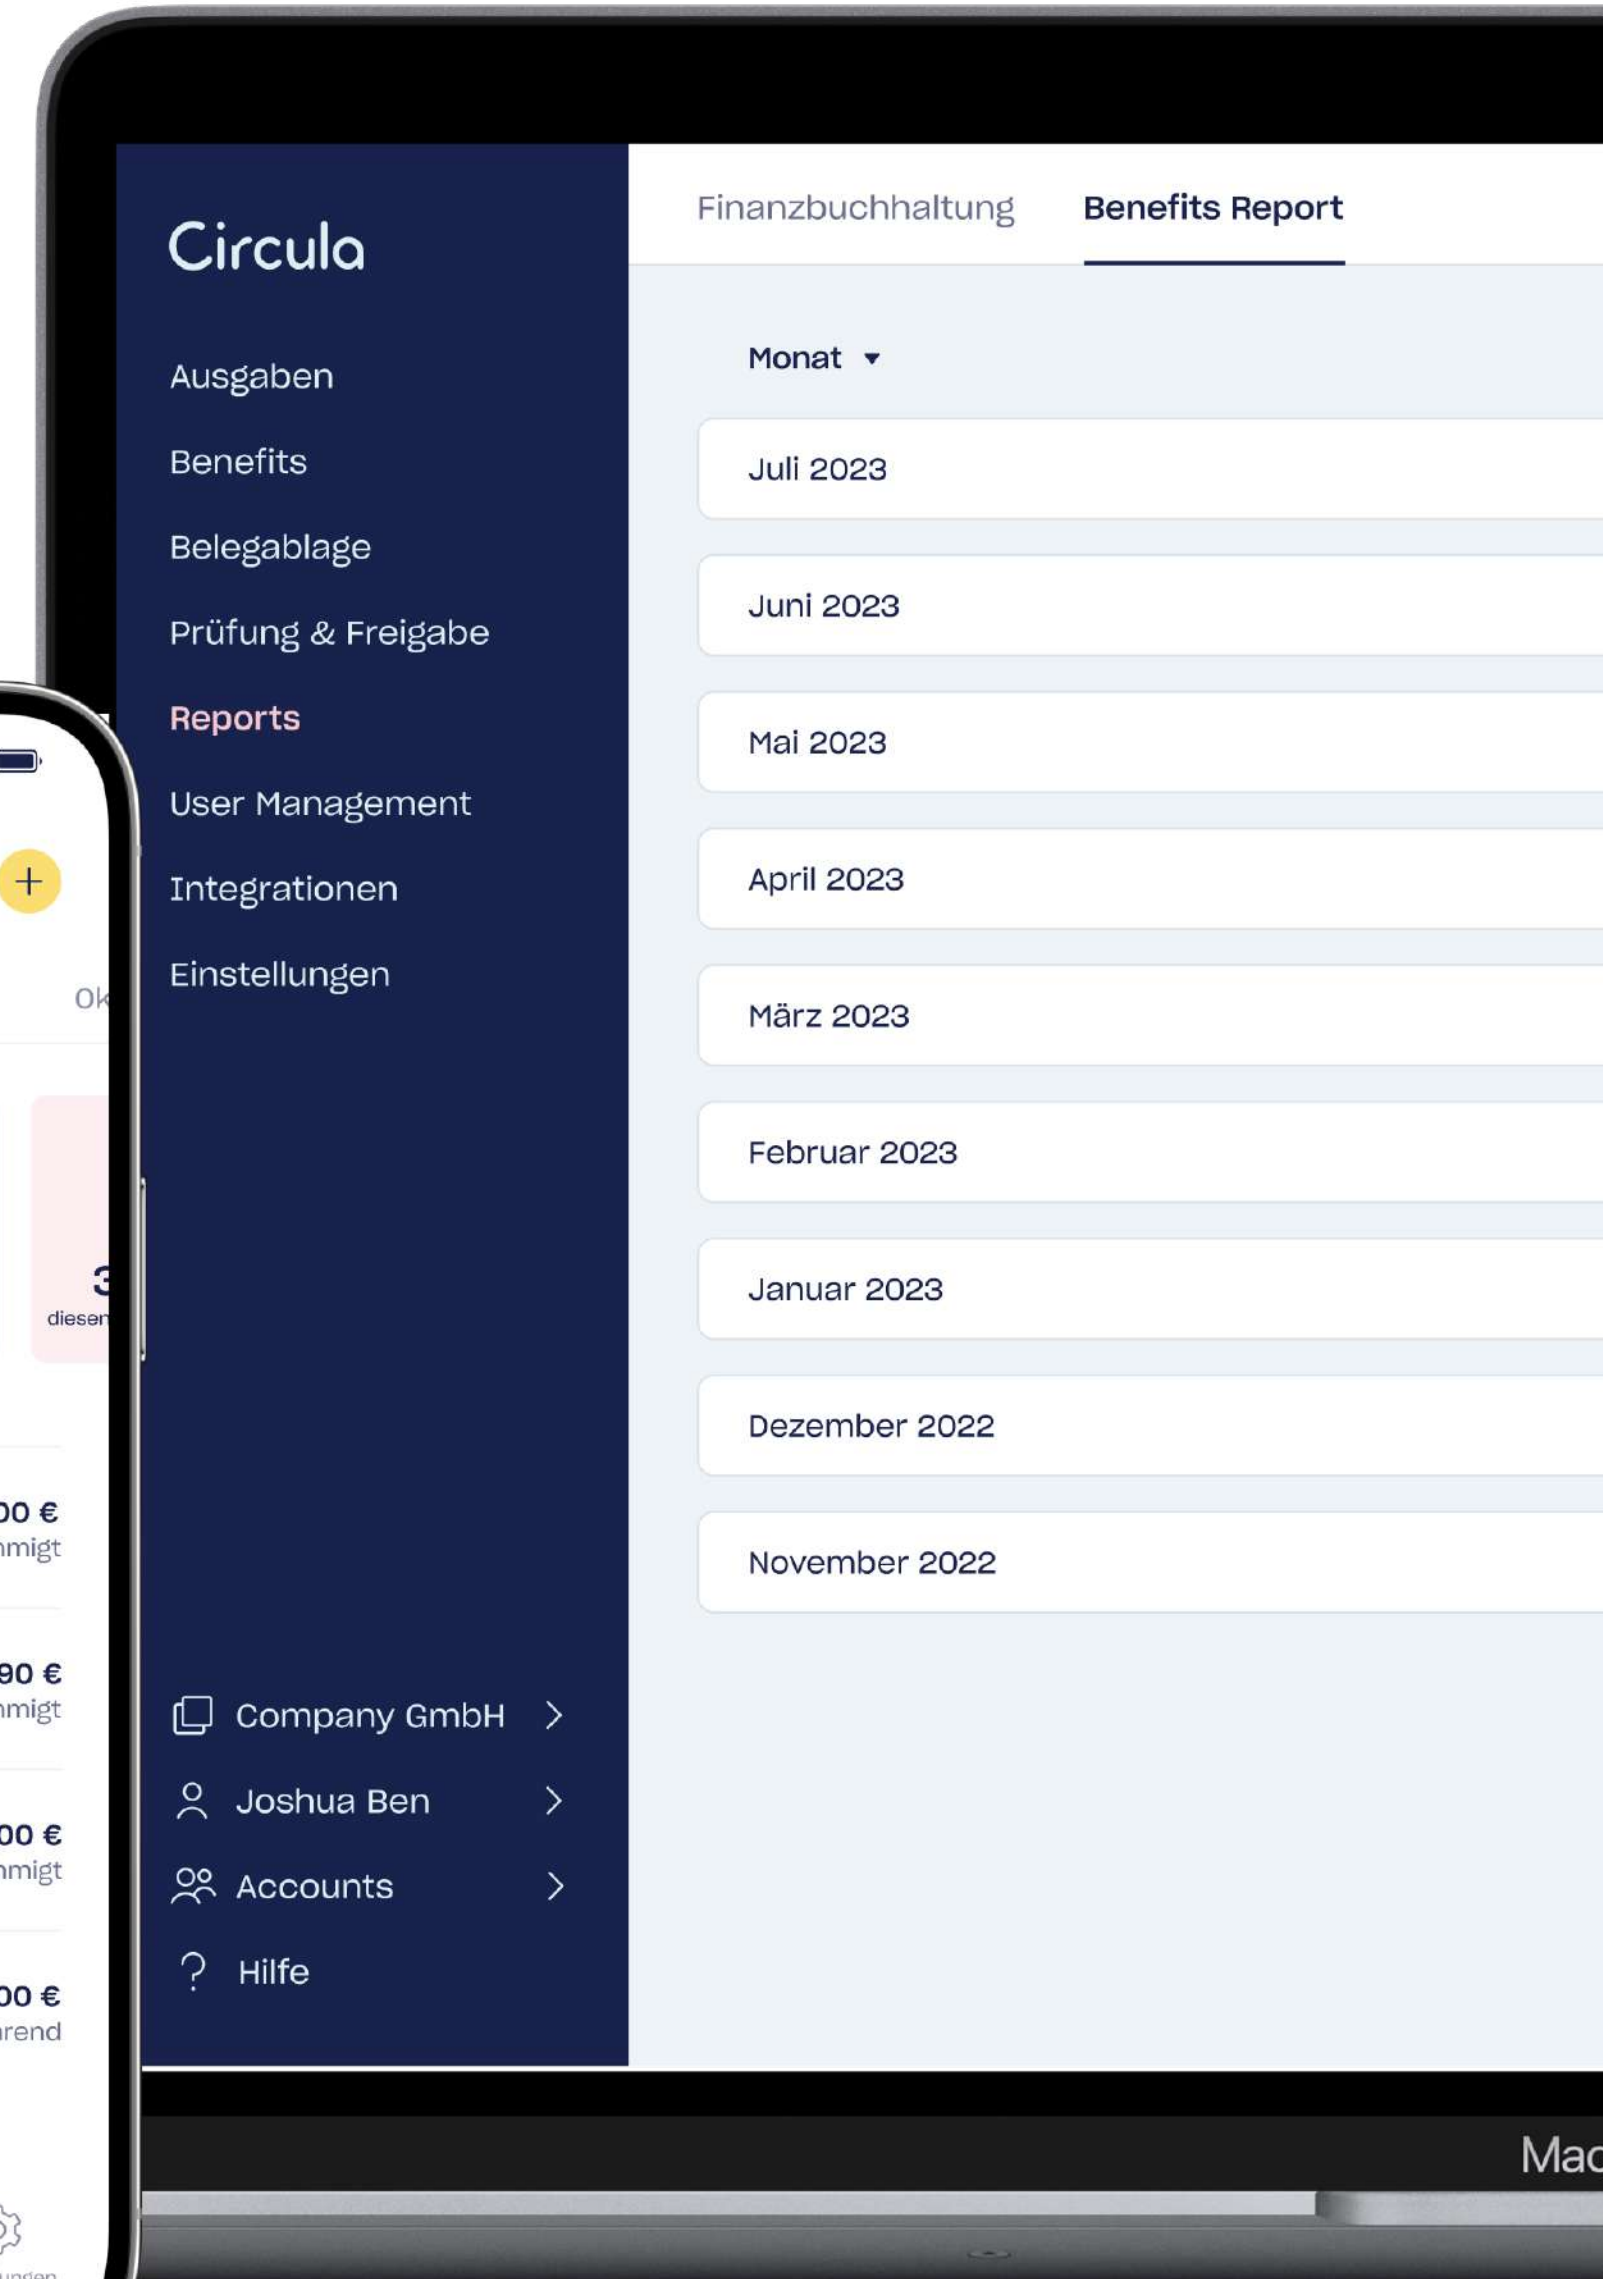 Circula
Ausgaben
Benefits
Belegablage
Prüfung & Freigabe
Reports
User Management
Integrationen
Einstellungen
Company GmbH
Joshua Ben
Accounts
Hilfe
Finanzbuchhaltung
Benefits Report
Monat
Juli 2023
Juni 2023
Mai 2023
April 2023
März 2023
Februar 2023
Januar 2023
Dezember 2022
November 2022